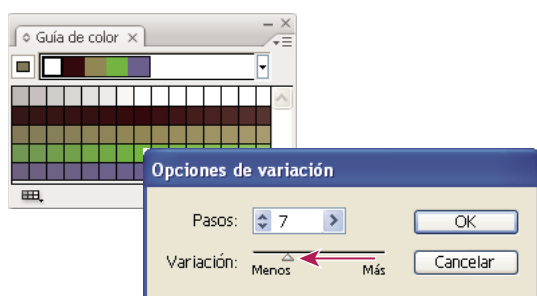 Guía de color
Opciones de variación
Pasos: 7 OK
Variación: Menos Más Cancelar